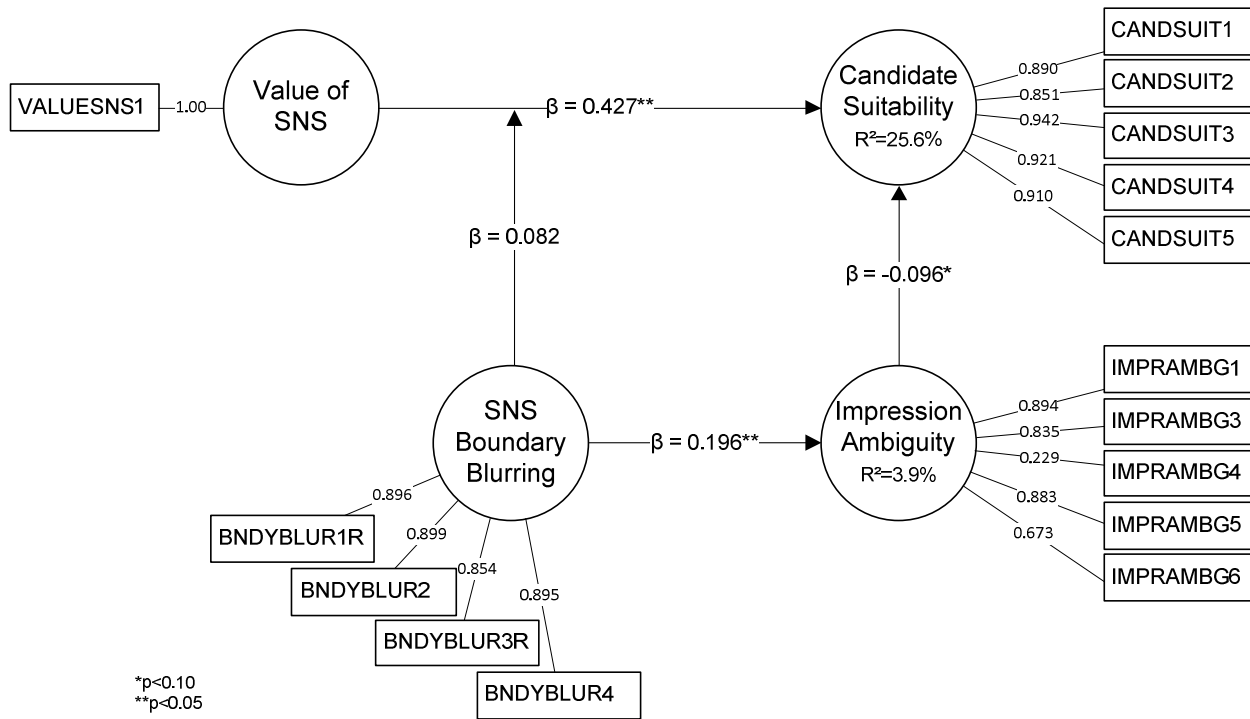 VALUESNS1
1.00
Value of
SNS
β = 0.427**
Candidate
Suitability
R²=25.6%
0.890
0.851
0.942
0.921
0.910
CANDSUIT1
CANDSUIT2
CANDSUIT3
CANDSUIT4
CANDSUIT5
β = 0.082
β = -0.096*
SNS
Boundary
Blurring
β = 0.196**
Impression
Ambiguity
R²=3.9%
0.894
0.835
0.229
0.883
0.673
IMPRAMBG1
IMPRAMBG3
IMPRAMBG4
IMPRAMBG5
IMPRAMBG6
0.896
0.899
0.854
0.895
BNDYBLUR1R
BNDYBLUR2
BNDYBLUR3R
BNDYBLUR4
*p<0.10
**p<0.05